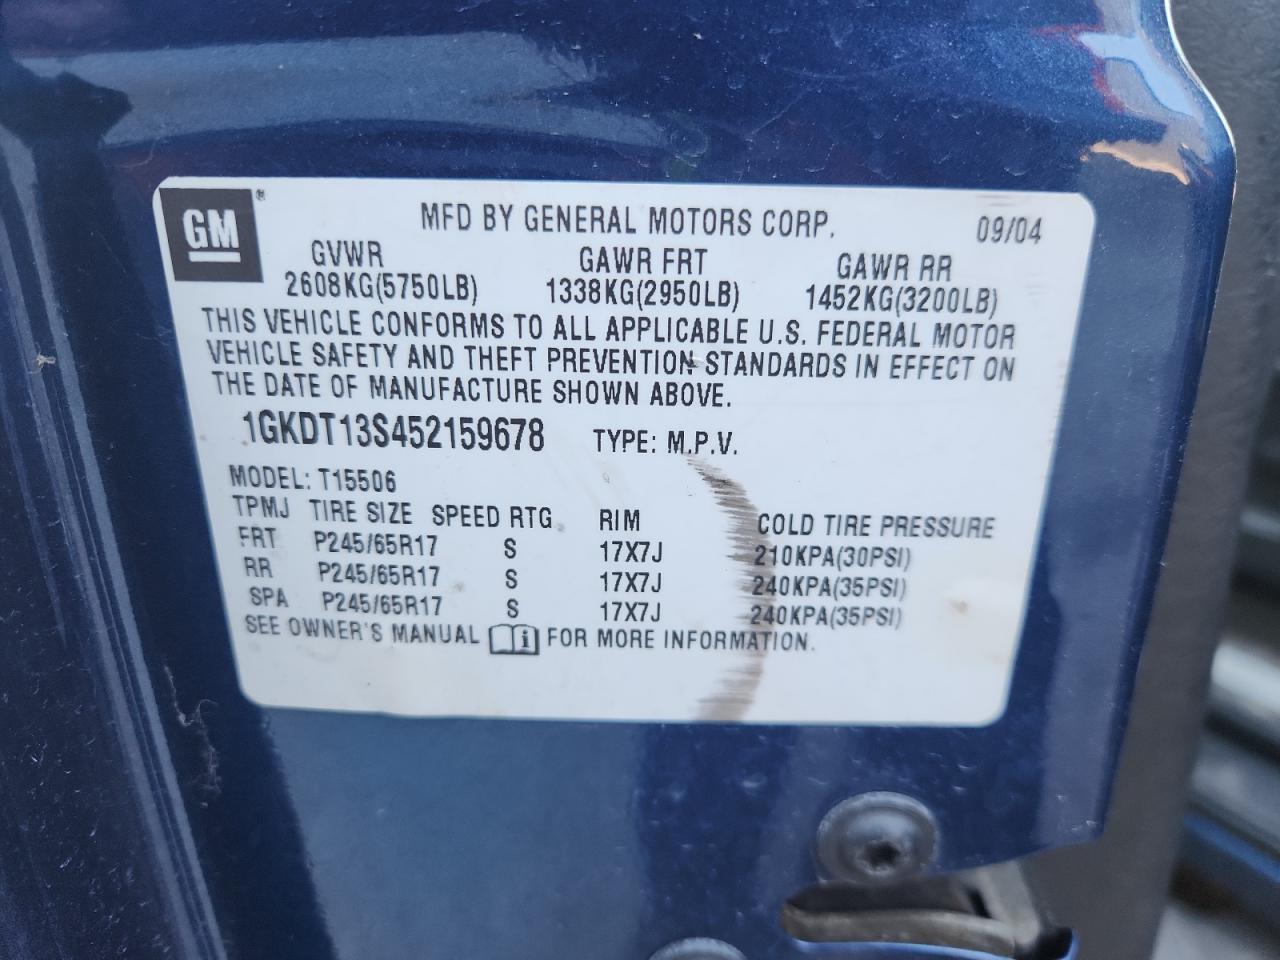 GM ® MFD BY GENERAL MOTORS CORP. 09/04
GVWR GAWR FRT GAWR RR
2608KG(5750LB) 1338KG(2950LB) 1452KG(3200LB)
THIS VEHICLE CONFORMS TO ALL APPLICABLE U.S. FEDERAL MOTOR
VEHICLE SAFETY AND THEFT PREVENTION STANDARDS IN EFFECT ON
THE DATE OF MANUFACTURE SHOWN ABOVE.
1GKDT13S452159678 TYPE: M.P.V.
MODEL: T15506
TPMJ TIRE SIZE SPEED RTG RIM COLD TIRE PRESSURE
FRT P245/65R17 S 17X7J 210KPA(30PSI)
RR P245/65R17 S 17X7J 240KPA(35PSI)
SPA P245/65R17 S 17X7J 240KPA(35PSI)
SEE OWNER'S MANUAL i FOR MORE INFORMATION.